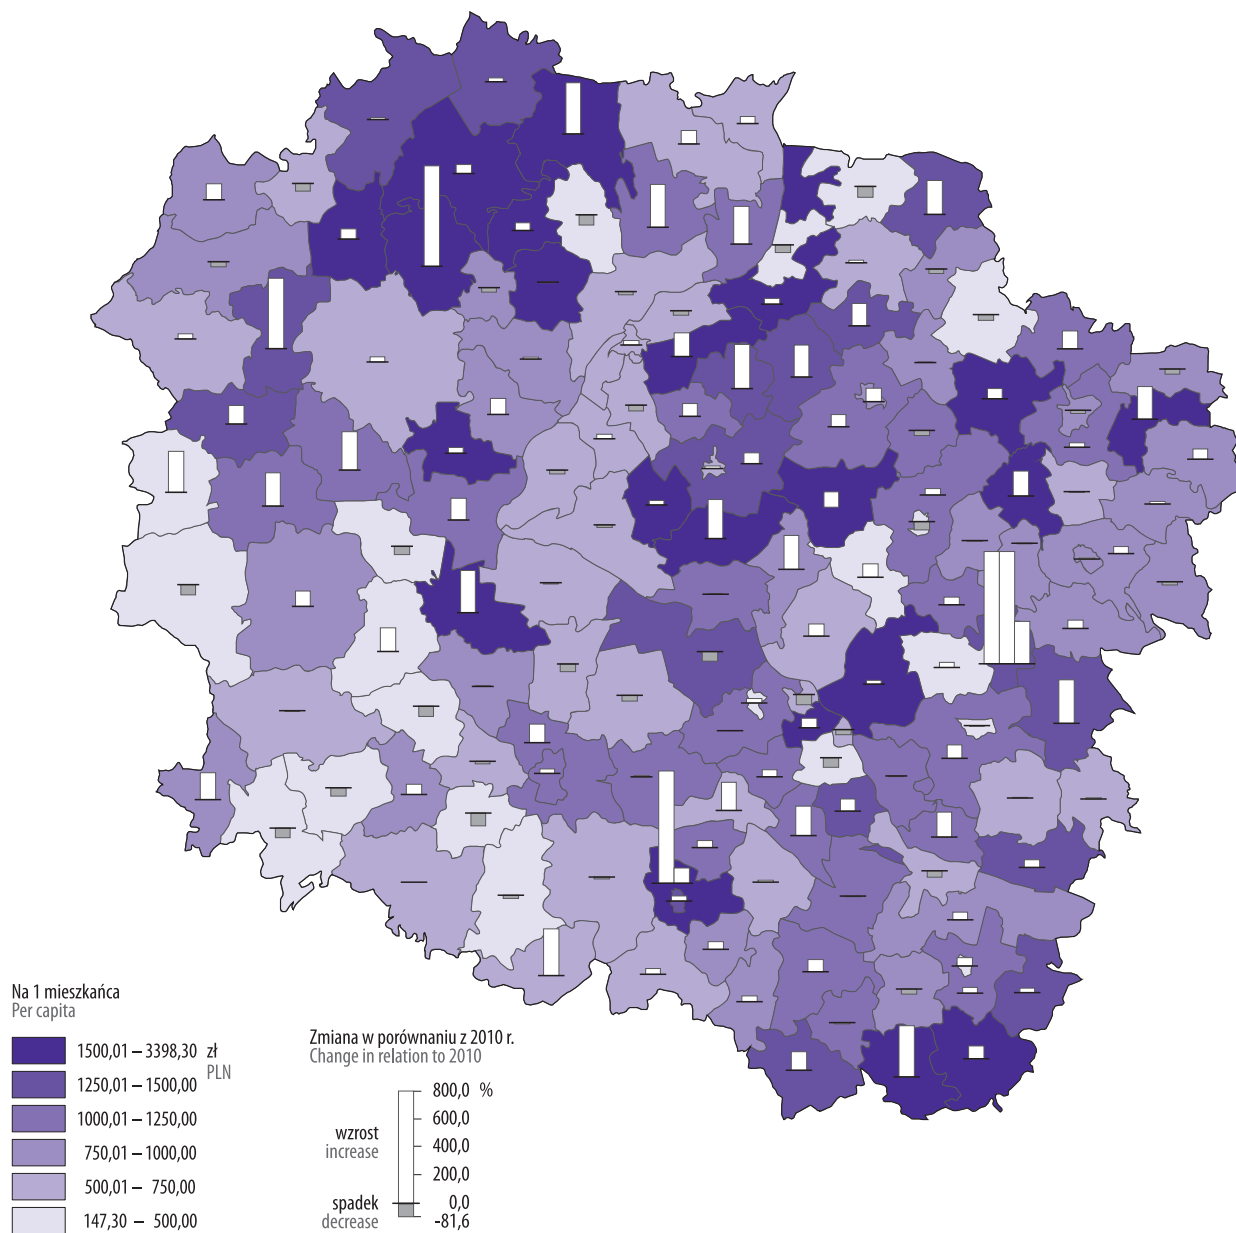 Na 1 mieszkańca
Per capita
1500,01 – 3398,30 zł
PLN
1250,01 – 1500,00
1000,01 – 1250,00
750,01 – 1000,00
500,01 – 750,00
147,30 – 500,00
Zmiana w porównaniu z 2010 r.
Change in relation to 2010
800,0 %
600,0
wzrost
increase
400,0
200,0
spadek
decrease
0,0
-81,6